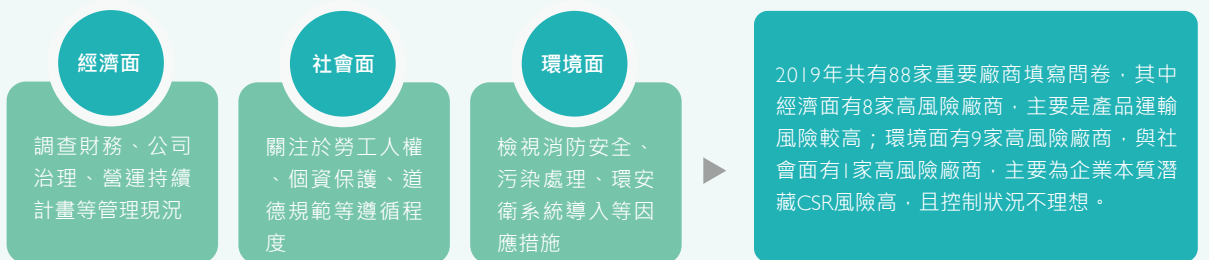 經濟面
調查財務、公司
治理、營運持續
計畫等管理現況
社會面
關注於勞工人權
、個資保護、道
德規範等遵循程
度
環境面
檢視消防安全、
污染處理、環安
衛系統導入等因
應措施
2019年共有88家重要廠商填寫問卷，其中
經濟面有8家高風險廠商，主要是產品運輸
風險較高；環境面有9家高風險廠商，與社
會面有1家高風險廠商，主要為企業本質潛
藏CSR風險高，且控制狀況不理想。